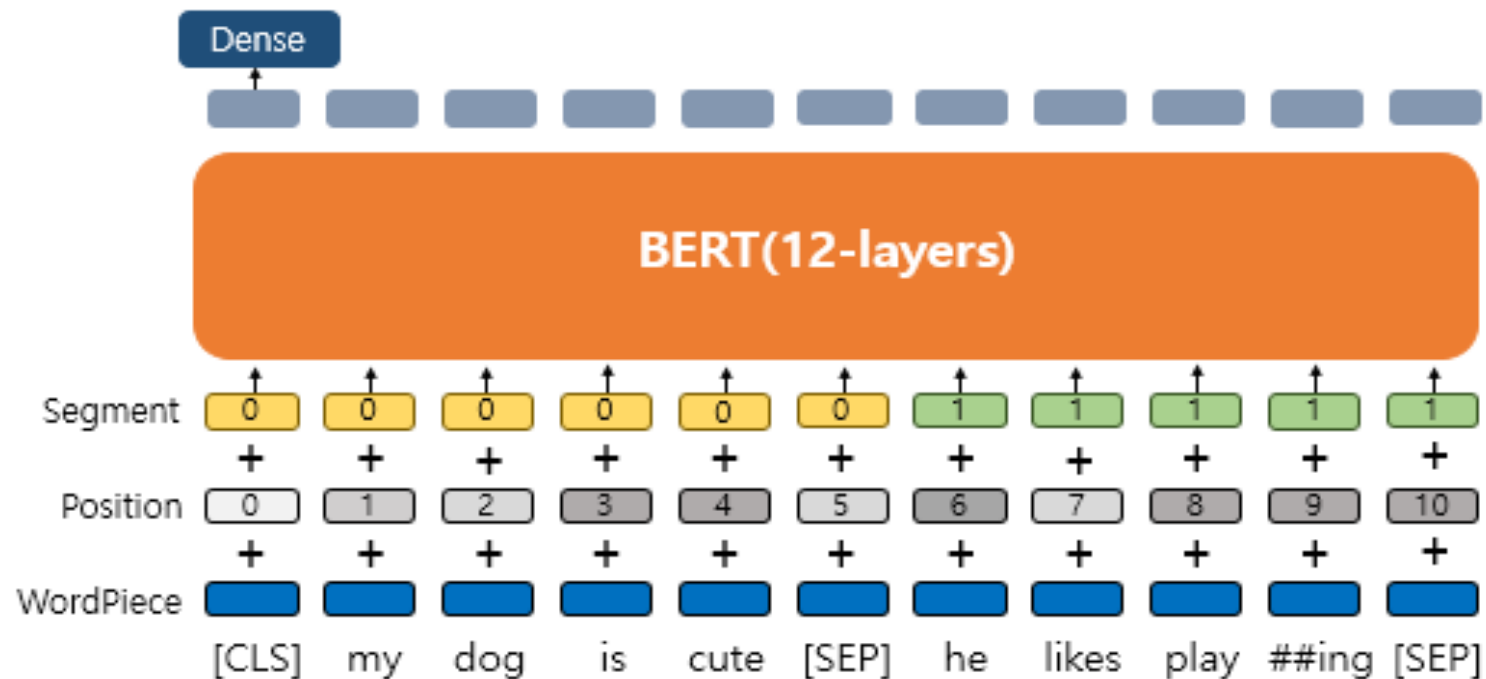 Dense
BERT(12-layers)
Segment 0 0 0 0 0 0 1 1 1 1 1
+ + + + + + + + + + +
Position 0 1 2 3 4 5 6 7 8 9 10
+ + + + + + + + + + +
WordPiece
[CLS] my dog is cute [SEP] he likes play ##ing [SEP]